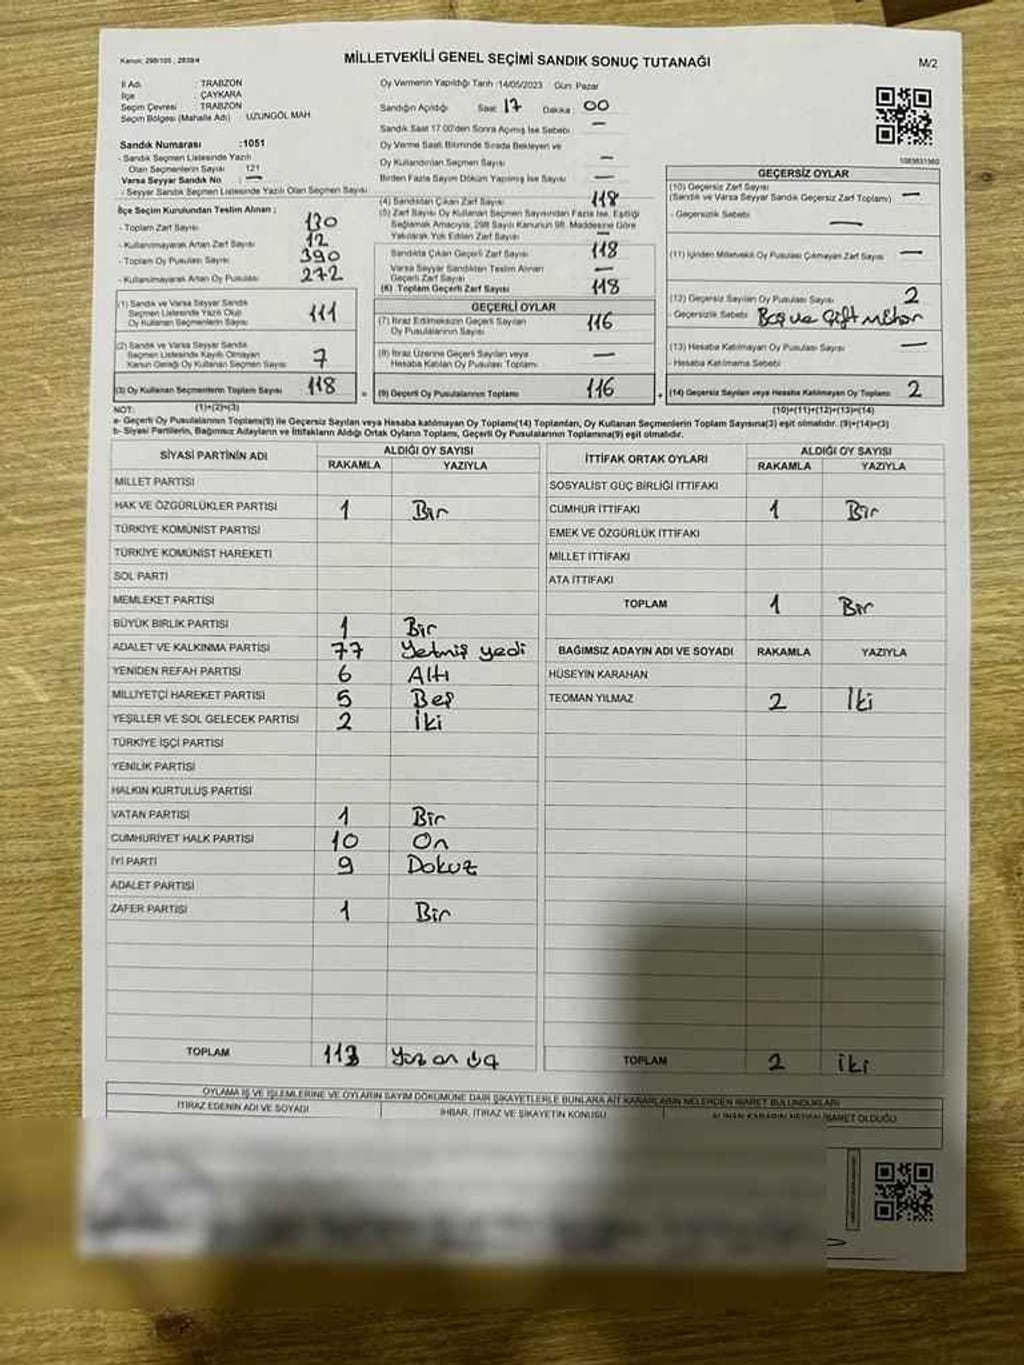 Kanun: 298/105 , 2839/4
MİLLETVEKİLİ GENEL SEÇİMİ SANDIK SONUÇ TUTANAĞI
M/2
İl Adı : TRABZON
İlçe : ÇAYKARA
Seçim Çevresi : TRABZON
Seçim Bölgesi (Mahalle Adı) : UZUNGÖL MAH
Sandık Numarası :1051
- Sandık Seçmen Listesinde Yazılı
Olan Seçmenlerin Sayısı : 121
Varsa Seyyar Sandık No : —
- Seyyar Sandık Seçmen Listesinde Yazılı Olan Seçmen Sayısı
İlçe Seçim Kurulundan Teslim Alınan ;
- Toplam Zarf Sayısı 130
- Kullanılmayarak Artan Zarf Sayısı 12
- Toplam Oy Pusulası Sayısı 390
- Kullanılmayarak Artan Oy Pusulası 272
(1) Sandık ve Varsa Seyyar Sandık
Seçmen Listesinde Yazılı Olup
Oy Kullanan Seçmenlerin Sayısı 111
(2) Sandık ve Varsa Seyyar Sandık
Seçmen Listesinde Kayıtlı Olmayan
Kanun Gereği Oy Kullanan Seçmen Sayısı 7
(3) Oy Kullanan Seçmenlerin Toplam Sayısı 118
(1)+(2)=(3)
Oy Vermenin Yapıldığı Tarih :14/05/2023 Gün: Pazar
Sandığın Açıldığı Saat: 17 Dakika : 00
Sandık Saat 17:00'den Sonra Açılmış İse Sebebi : —
Oy Verme Saati Bitiminde Sırada Bekleyen ve
Oy Kullandırılan Seçmen Sayısı —
Birden Fazla Sayım Döküm Yapılmış İse Sayısı —
(4) Sandıktan Çıkan Zarf Sayısı 118
(5) Zarf Sayısı Oy Kullanan Seçmen Sayısından Fazla İse, Eşitliği
Sağlamak Amacıyla; 298 Sayılı Kanunun 98. Maddesine Göre
Yakılarak Yok Edilen Zarf Sayısı —
Sandıkta Çıkan Geçerli Zarf Sayısı 118
Varsa Seyyar Sandıktan Teslim Alınan
Geçerli Zarf Sayısı —
(6) Toplam Geçerli Zarf Sayısı 118
GEÇERLİ OYLAR
(7) İtiraz Edilmeksizin Geçerli Sayılan
Oy Pusulalarının Sayısı 116
(8) İtiraz Üzerine Geçerli Sayılan veya
Hesaba Katılan Oy Pusulası Toplamı —
= (9) Geçerli Oy Pusulalarının Toplamı 116
1083631360
GEÇERSİZ OYLAR
(10) Geçersiz Zarf Sayısı
(Sandık ve Varsa Seyyar Sandık Geçersiz Zarf Toplamı) —
- Geçersizlik Sebebi : —
(11) İçinden Milletvekili Oy Pusulası Çıkmayan Zarf Sayısı —
(12) Geçersiz Sayılan Oy Pusulası Sayısı 2
- Geçersizlik Sebebi : Boş ve Çift mühür
(13) Hesaba Katılmayan Oy Pusulası Sayısı —
- Hesaba Katılmama Sebebi :
+ (14) Geçersiz Sayılan veya Hesaba Katılmayan Oy Toplamı 2
(10)+(11)+(12)+(13)=(14)
NOT:
a- Geçerli Oy Pusulalarının Toplamı(9) ile Geçersiz Sayılan veya Hesaba katılmayan Oy Toplam(14) Toplamları, Oy Kullanan Seçmenlerin Toplam Sayısına(3) eşit olmalıdır. (9)+(14)=(3)
b- Siyasi Partilerin, Bağımsız Adayların ve İttifakların Aldığı Ortak Oyların Toplamı, Geçerli Oy Pusulalarının Toplamına(9) eşit olmalıdır.
SİYASİ PARTİNİN ADI ALDIĞI OY SAYISI
RAKAMLA YAZIYLA
MİLLET PARTİSİ
HAK VE ÖZGÜRLÜKLER PARTİSİ 1 Bir
TÜRKİYE KOMÜNİST PARTİSİ
TÜRKİYE KOMÜNİST HAREKETİ
SOL PARTİ
MEMLEKET PARTİSİ
BÜYÜK BİRLİK PARTİSİ 1 Bir
ADALET VE KALKINMA PARTİSİ 77 Yetmiş yedi
YENİDEN REFAH PARTİSİ 6 Altı
MİLLİYETÇİ HAREKET PARTİSİ 5 Beş
YEŞİLLER VE SOL GELECEK PARTİSİ 2 İki
TÜRKİYE İŞÇİ PARTİSİ
YENİLİK PARTİSİ
HALKIN KURTULUŞ PARTİSİ
VATAN PARTİSİ 1 Bir
CUMHURİYET HALK PARTİSİ 10 On
İYİ PARTİ 9 Dokuz
ADALET PARTİSİ
ZAFER PARTİSİ 1 Bir
TOPLAM 113 Yüz on üç
İTTİFAK ORTAK OYLARI ALDIĞI OY SAYISI
RAKAMLA YAZIYLA
SOSYALİST GÜÇ BİRLİĞİ İTTİFAKI
CUMHUR İTTİFAKI 1 Bir
EMEK VE ÖZGÜRLÜK İTTİFAKI
MİLLET İTTİFAKI
ATA İTTİFAKI
TOPLAM 1 Bir
BAĞIMSIZ ADAYIN ADI VE SOYADI RAKAMLA YAZIYLA
HÜSEYİN KARAHAN
TEOMAN YILMAZ 2 İki
TOPLAM 2 iki
OYLAMA İŞ VE İŞLEMLERİNE VE OYLARIN SAYIM DÖKÜMÜNE DAİR ŞİKAYETLERLE BUNLARA AİT KARARLARIN NELERDEN İBARET BULUNDUKLARI
İTİRAZ EDENİN ADI VE SOYADI İHBAR, İTİRAZ VE ŞİKAYETİN KONUSU ALINAN KARARIN NEDEN İBARET OLDUĞU